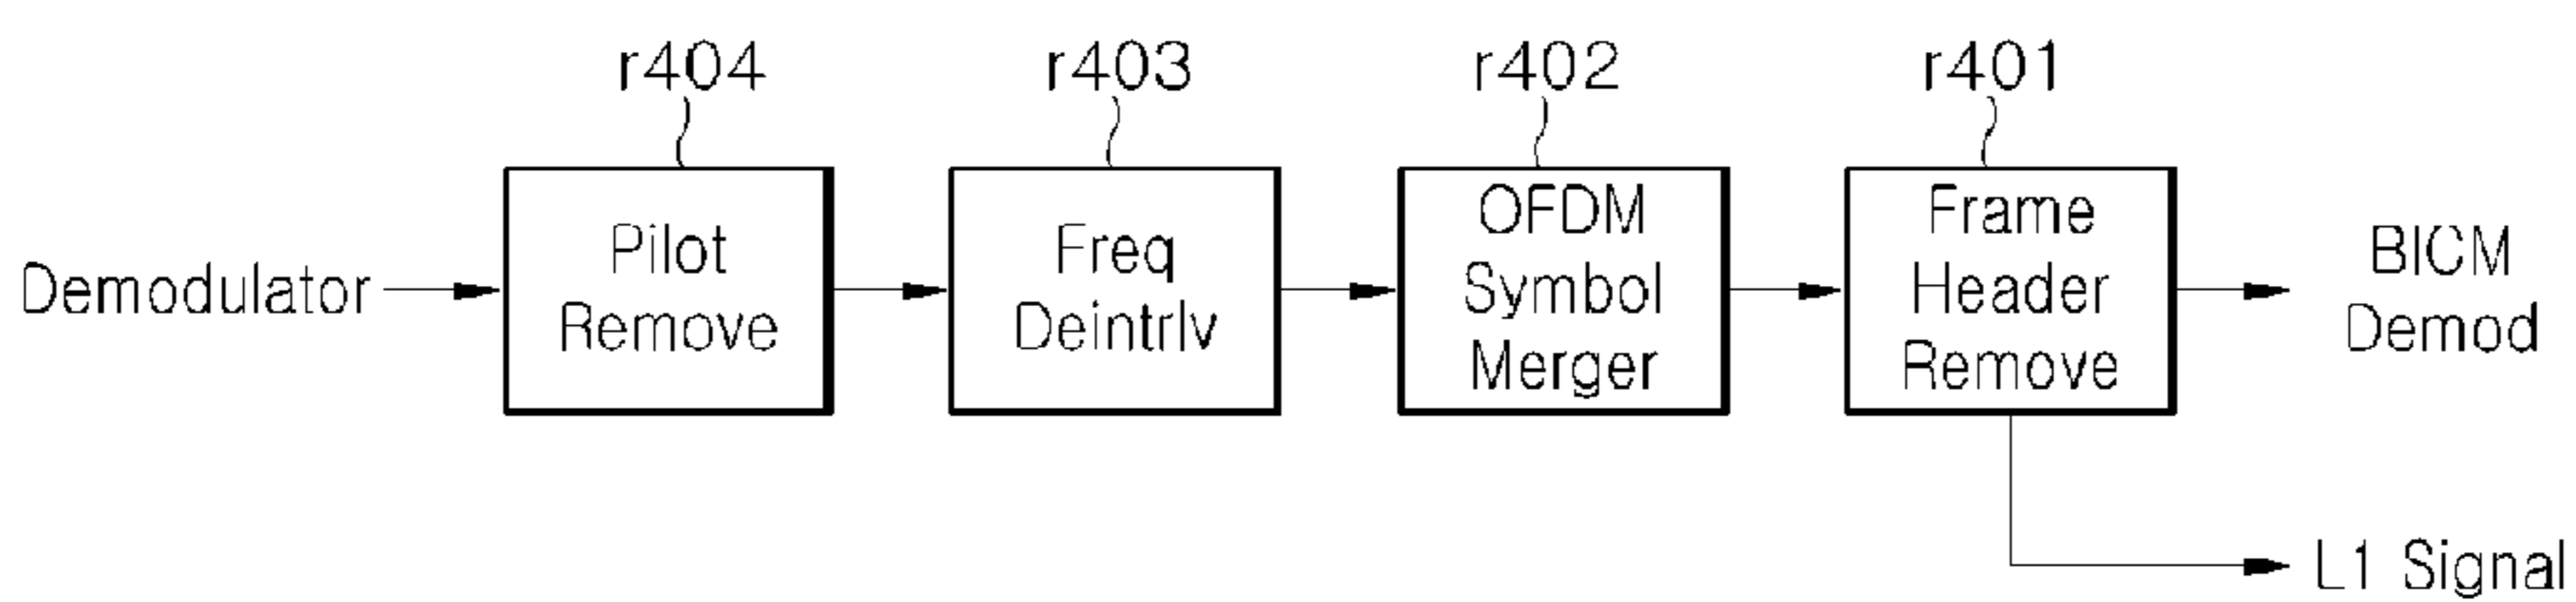 r404
r403
r402
r401
Demodulator
Pilot
Remove
Freq
Deintrlv
OFDM
Symbol
Merger
Frame
Header
Remove
BICM
Demod
L1 Signal